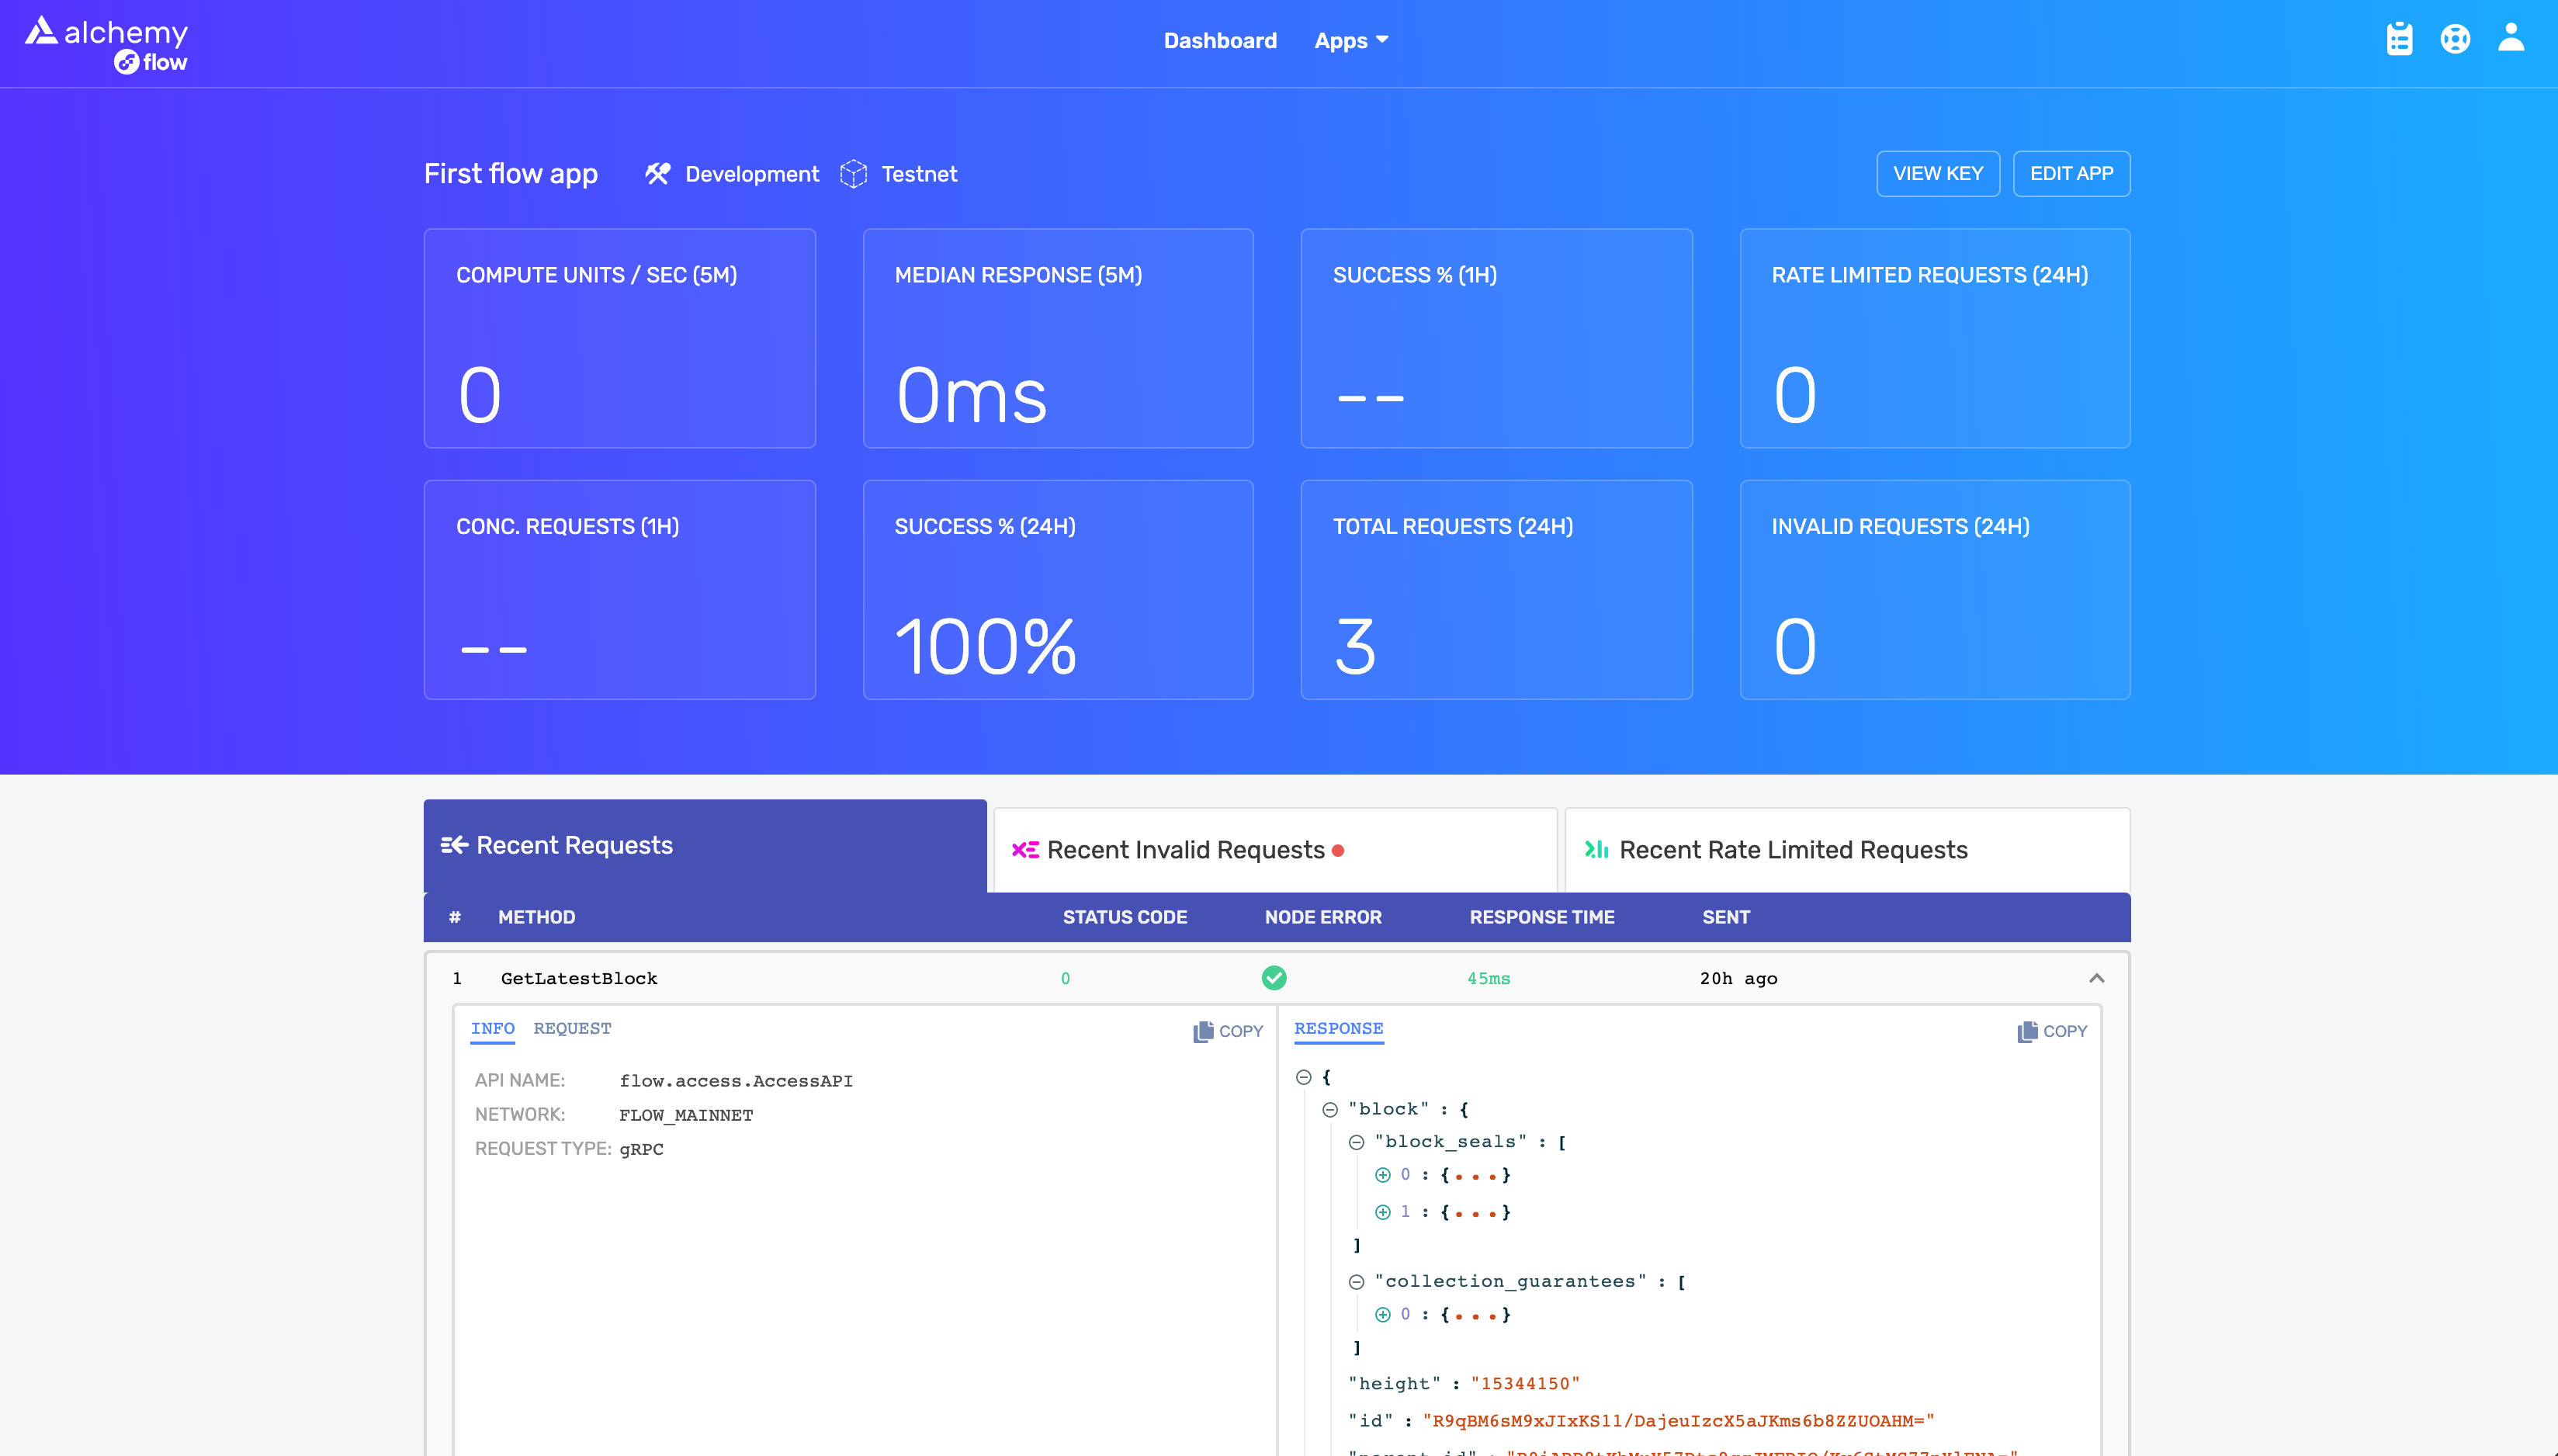 alchemy
flow
Dashboard Apps
First flow app Development Testnet VIEW KEY EDIT APP
COMPUTE UNITS / SEC (5M) MEDIAN RESPONSE (5M) SUCCESS % (1H) RATE LIMITED REQUESTS (24H)
0 0ms -- 0
CONC. REQUESTS (1H) SUCCESS % (24H) TOTAL REQUESTS (24H) INVALID REQUESTS (24H)
-- 100% 3 0
Recent Requests Recent Invalid Requests Recent Rate Limited Requests
# METHOD STATUS CODE NODE ERROR RESPONSE TIME SENT
1 GetLatestBlock 0 45ms 20h ago
INFO REQUEST COPY RESPONSE COPY
API NAME: flow.access.AccessAPI
NETWORK: FLOW_MAINNET
REQUEST TYPE: gRPC
{
"block" : {
"block_seals" : [
0 : {...}
1 : {...}
]
"collection_guarantees" : [
0 : {...}
]
"height" : "15344150"
"id" : "R9qBM6sM9xJIxKS11/DajeuIzcX5aJKms6b8ZZUOAHM="